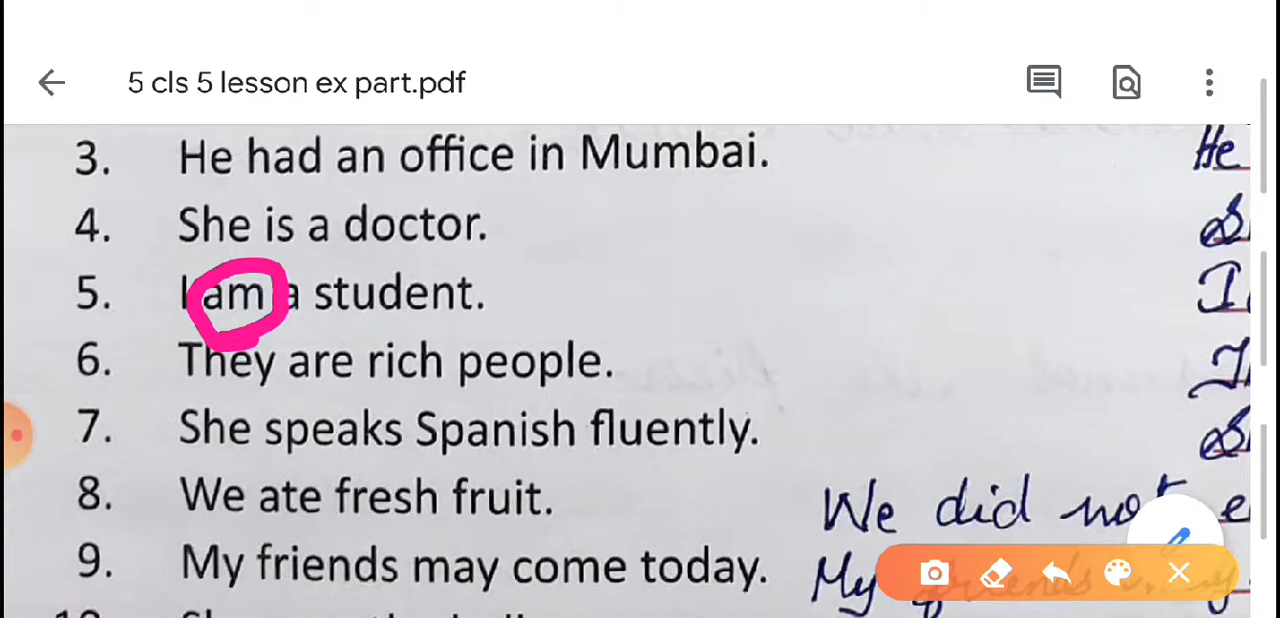 5 cls 5 lesson ex part.pdf
3. He had an office in Mumbai. He
4. She is a doctor.
5. I am a student. I
6. They are rich people.
7. She speaks Spanish fluently.
8. We ate fresh fruit. We did not e
9. My friends may come today. My